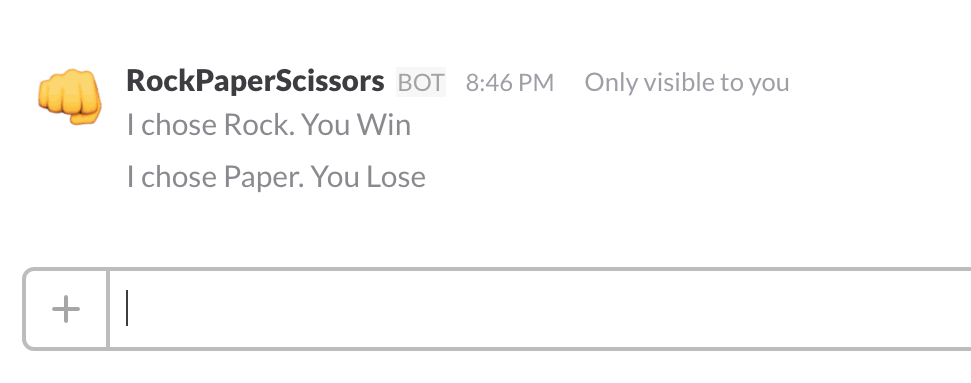 RockPaperScissors BOT 8:46 PM Only visible to you
I chose Rock. You Win
I chose Paper. You Lose